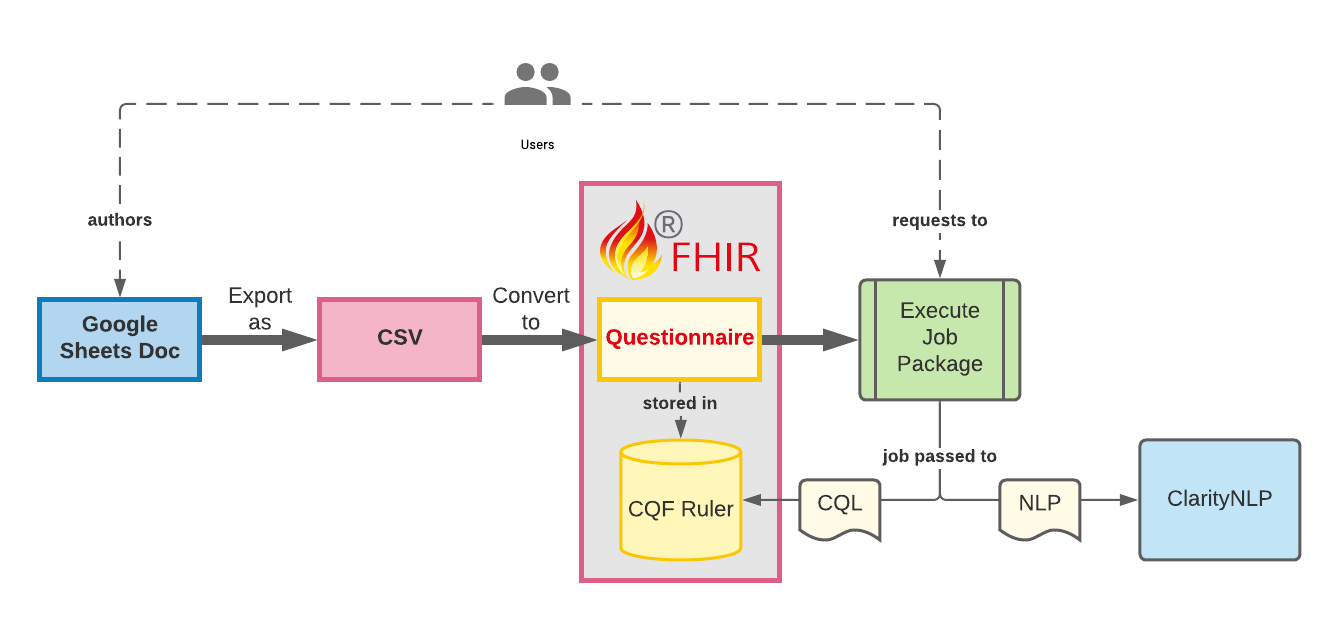 Users
authors
requests to
®
FHIR
Google
Sheets Doc
Export
as
CSV
Convert
to
Questionnaire
Execute
Job
Package
stored in
CQF Ruler
job passed to
CQL
NLP
ClarityNLP